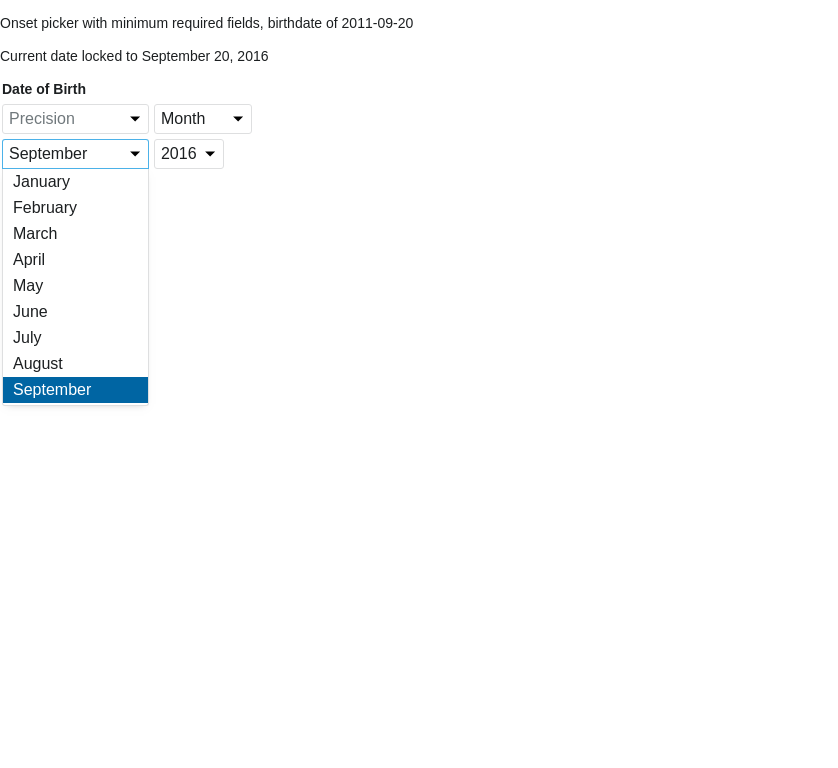 Onset picker with minimum required fields, birthdate of 2011-09-20
Current date locked to September 20, 2016
Date of Birth
Precision Month
September 2016
January
February
March
April
May
June
July
August
September